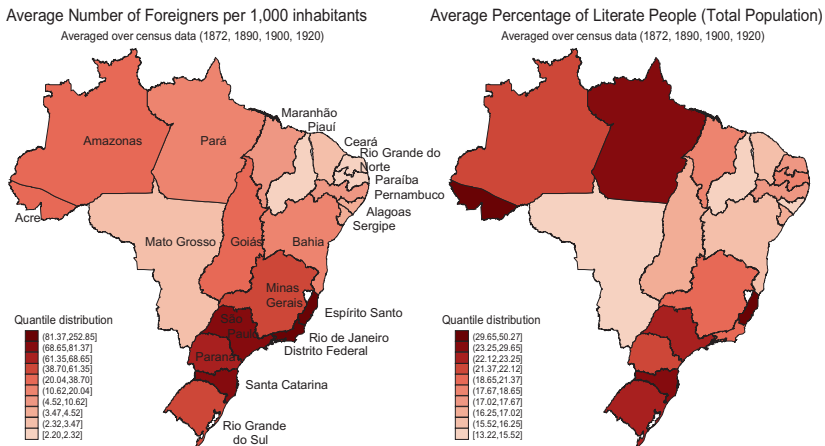 Average Number of Foreigners per 1,000 inhabitants
Averaged over census data (1872, 1890, 1900, 1920)
Amazonas
Pará
Maranhão
Piauí
Ceará
Rio Grande do
Norte
Paraíba
Pernambuco
Alagoas
Sergipe
Acre
Mato Grosso
Goiás
Bahia
Minas
Gerais
Espírito Santo
São
Paulo
Rio de Janeiro
Distrito Federal
Paraná
Santa Catarina
Rio Grande
do Sul
Quantile distribution
(81.37,252.85]
(68.65,81.37]
(61.35,68.65]
(38.70,61.35]
(20.04,38.70]
(10.62,20.04]
(4.52,10.62]
(3.47,4.52]
(2.32,3.47]
[2.20,2.32]
Average Percentage of Literate People (Total Population)
Averaged over census data (1872, 1890, 1900, 1920)
Quantile distribution
(29.65,50.27]
(23.25,29.65]
(22.12,23.25]
(21.37,22.12]
(18.65,21.37]
(17.67,18.65]
(17.02,17.67]
(16.25,17.02]
(15.52,16.25]
[13.22,15.52]